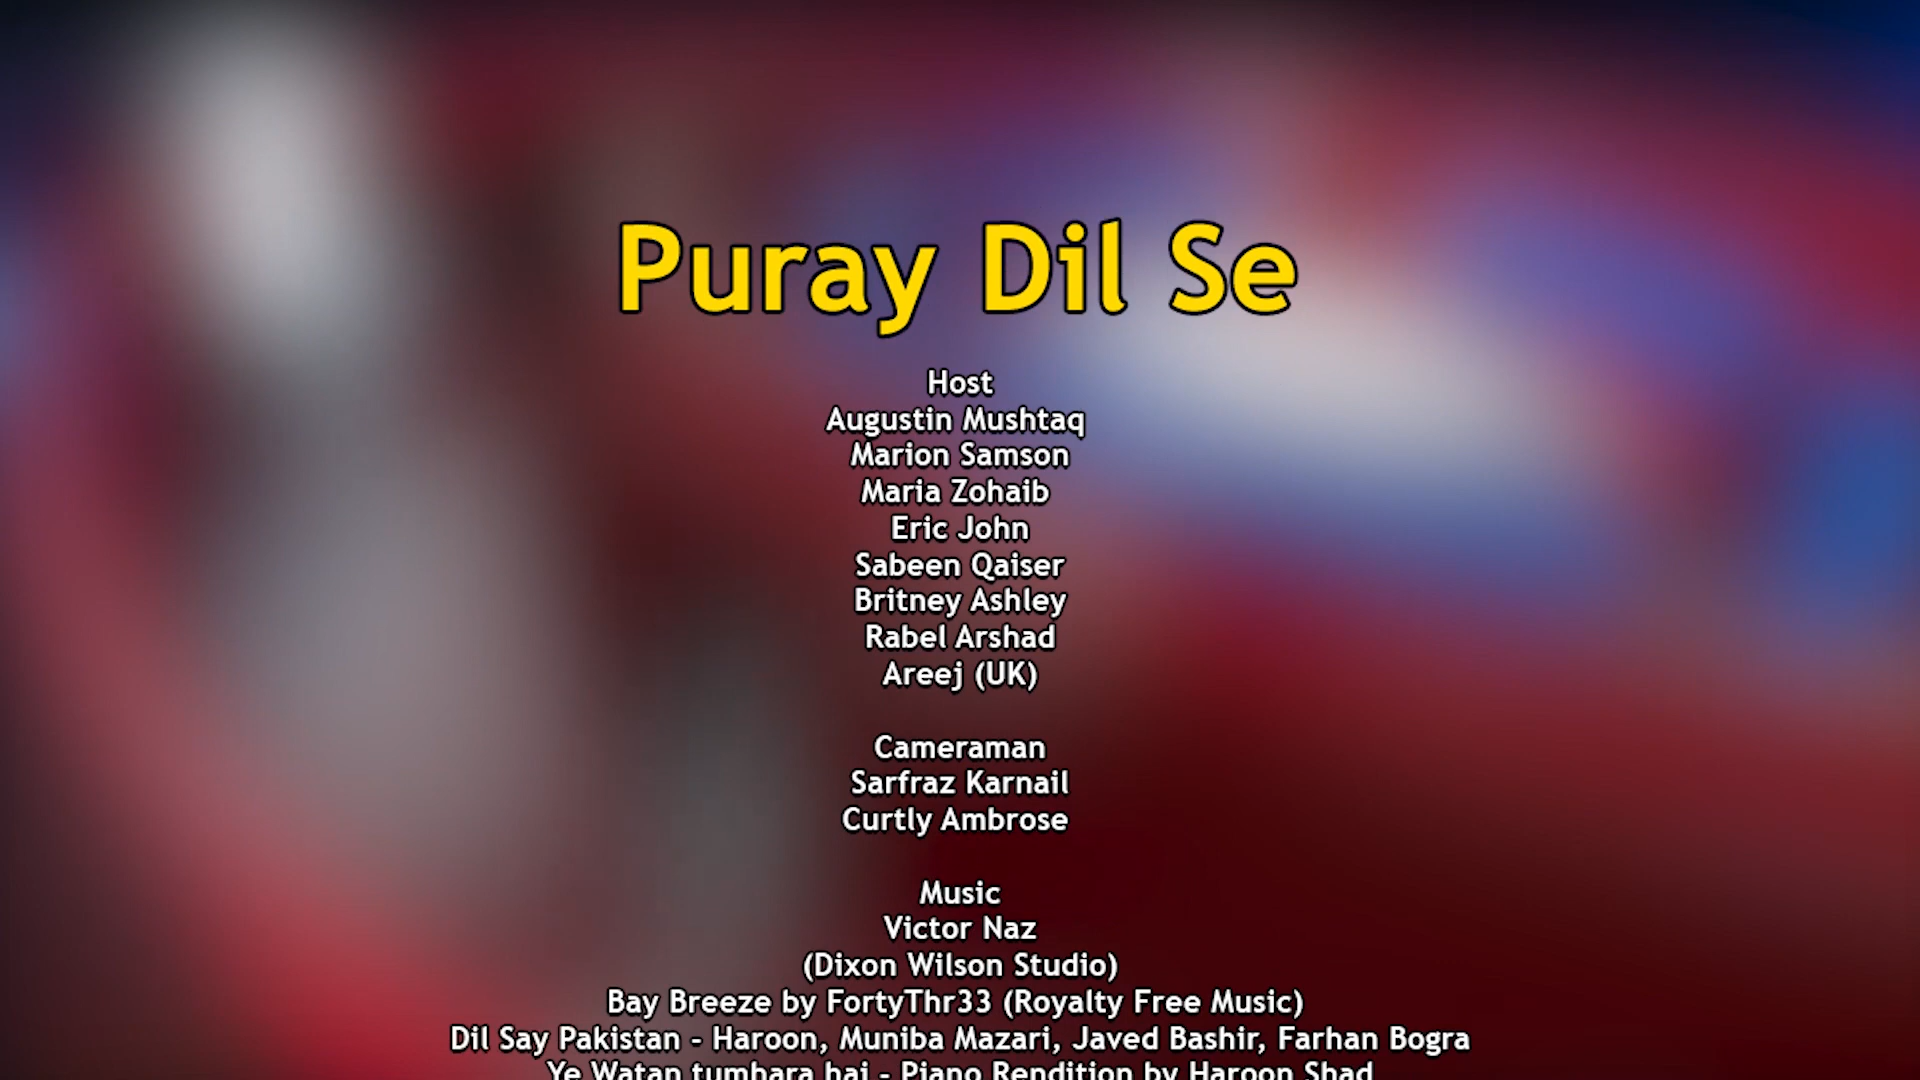 Puray Dil Se
Host
Augustin Mushtaq
Marion Samson
Maria Zohaib
Eric John
Sabeen Qaiser
Britney Ashley
Rabel Arshad
Areej (UK)
Cameraman
Sarfraz Karnail
Curtly Ambrose
Music
Victor Naz
(Dixon Wilson Studio)
Bay Breeze by FortyThr33 (Royalty Free Music)
Dil Say Pakistan - Haroon, Muniba Mazari, Javed Bashir, Farhan Bogra
Ye Watan tumhara hai - Piano Rendition by Haroon Shad